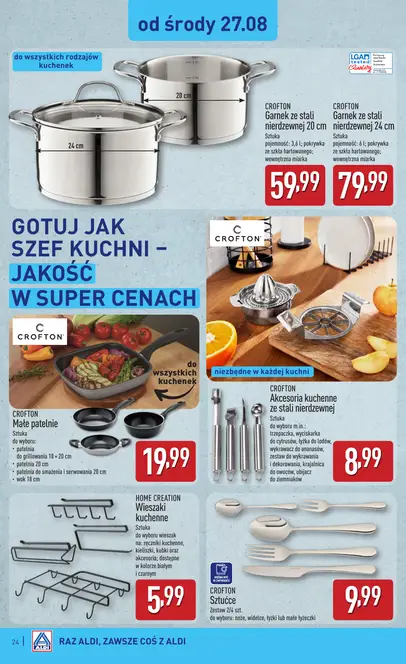 od środy 27.08
do wszystkich rodzajów
kuchenek
20 cm
24 cm
LGA
tested
Quality
CROFTON
Garnek ze stali
nierdzewnej 20 cm
Sztuka
pojemność: 3,6 l; pokrywka
ze szkła hartowanego;
wewnętrzna miarka
59,99
CROFTON
Garnek ze stali
nierdzewnej 24 cm
Sztuka
pojemność: 6 l; pokrywka
ze szkła hartowanego;
wewnętrzna miarka
79,99
GOTUJ JAK
SZEF KUCHNI –
JAKOŚĆ
W SUPER CENACH
C
CROFTON
niezbędne w każdej kuchni
C
CROFTON
do
wszystkich
kuchenek
CROFTON
Małe patelnie
Sztuka
do wyboru:
• patelnia
do grillowania 18 × 20 cm
• patelnia 20 cm
• patelnia do smażenia i serwowania 20 cm
• wok 18 cm
19,99
CROFTON
Akcesoria kuchenne
ze stali nierdzewnej
Sztuka
do wyboru m.in.:
trzepaczka, wyciskarka
do cytrusów, łyżka do lodów,
wykrawacz do ananasów,
zestaw do wykrawania
i dekorowania, krajalnica
do owoców, ubijacz
do ziemniaków
8,99
HOME CREATION
Wieszaki
kuchenne
Sztuka
do wyboru wieszak
na: ręczniki kuchenne,
kieliszki, kubki oraz
akcesoria; dostępne
w kolorze białym
i czarnym
5,99
CROFTON
Sztućce
Zestaw 2/4 szt.
do wyboru: noże, widelce, łyżki lub małe łyżeczki
9,99
24
ALDI
RAZ ALDI, ZAWSZE COŚ Z ALDI